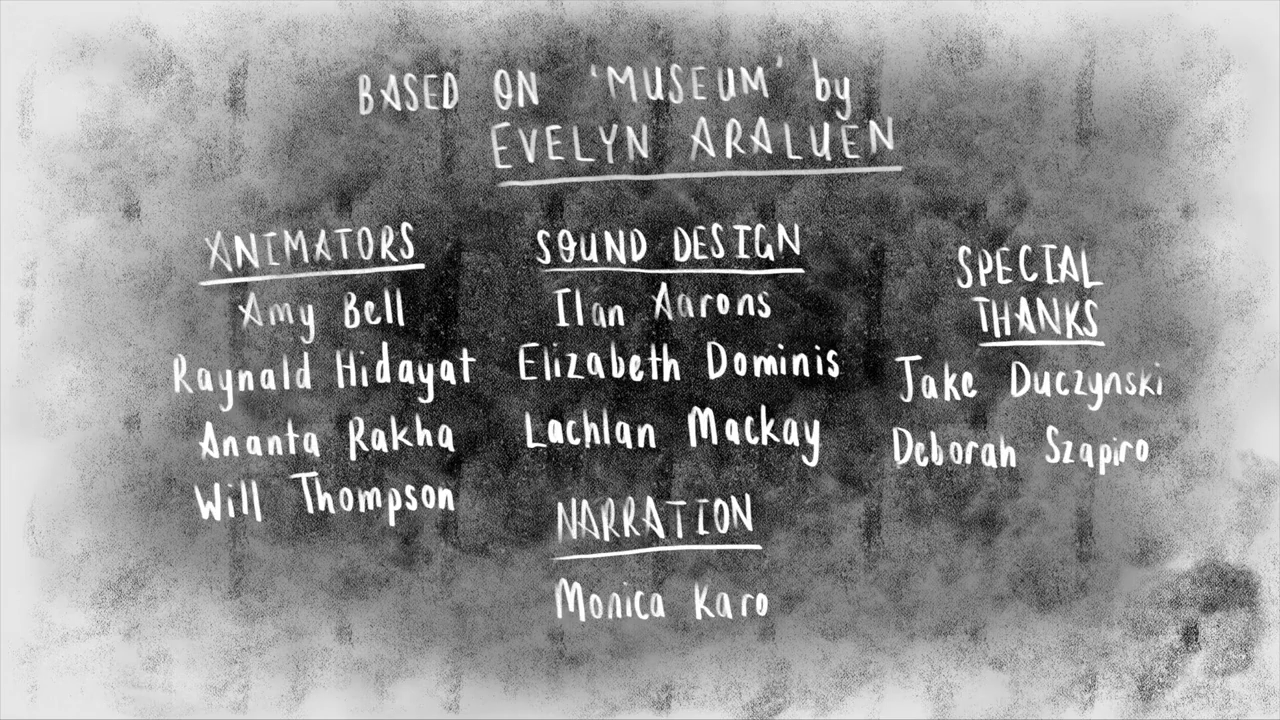 BASED ON 'MUSEUM' by
EVELYN ARALUEN
ANIMATORS
Amy Bell
Raynald Hidayat
Ananta Rakha
Will Thompson
SOUND DESIGN
Ilan Aarons
Elizabeth Dominis
Lachlan Mackay
NARRATION
Monica Karo
SPECIAL
THANKS
Jake Duczynski
Deborah Szapiro